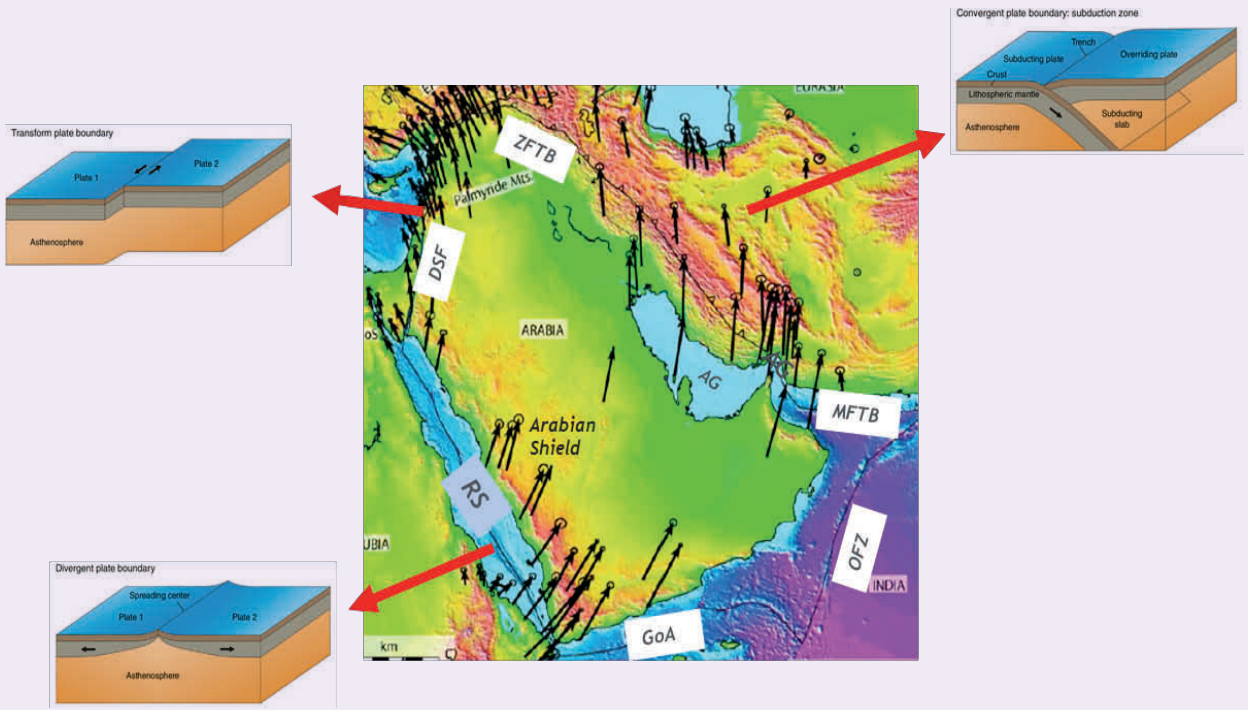 Convergent plate boundary: subduction zone
Trench
Subducting plate
Overriding plate
Crust
Lithospheric mantle
Asthenosphere
Subducting
slab
Transform plate boundary
Plate 1
Plate 2
Asthenosphere
EURASIA
ZFTB
Palmyride Mts.
DSF
ARABIA
AG
MFTB
Arabian
Shield
RS
OFZ
UBIA
INDIA
GoA
km
Divergent plate boundary
Spreading center
Plate 1
Plate 2
Asthenosphere